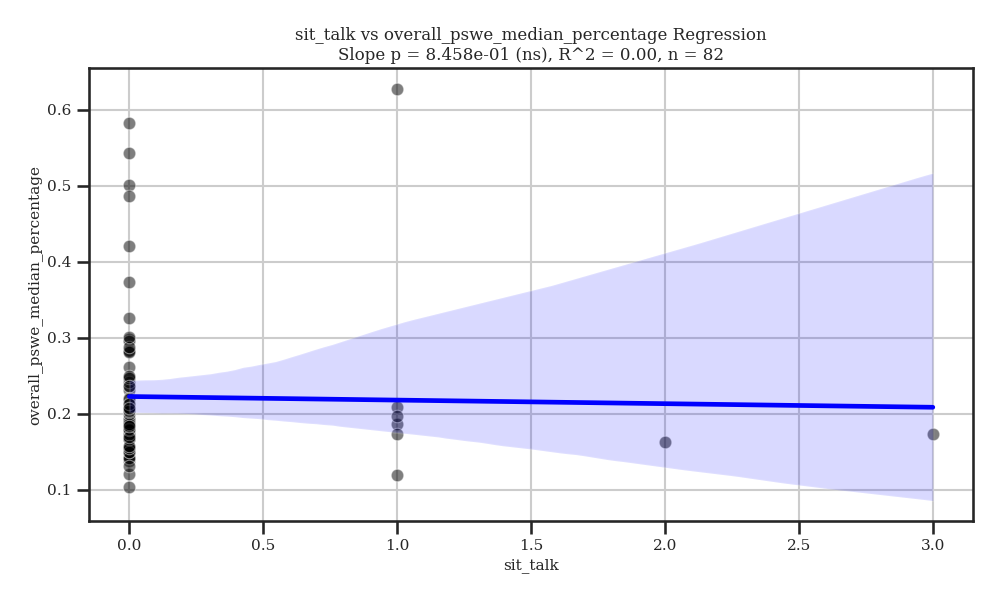 sit_talk vs overall_pswe_median_percentage Regression
Slope p = 8.458e-01 (ns), R^2 = 0.00, n = 82
overall_pswe_median_percentage
0.6
0.5
0.4
0.3
0.2
0.1
0.0 0.5 1.0 1.5 2.0 2.5 3.0
sit_talk